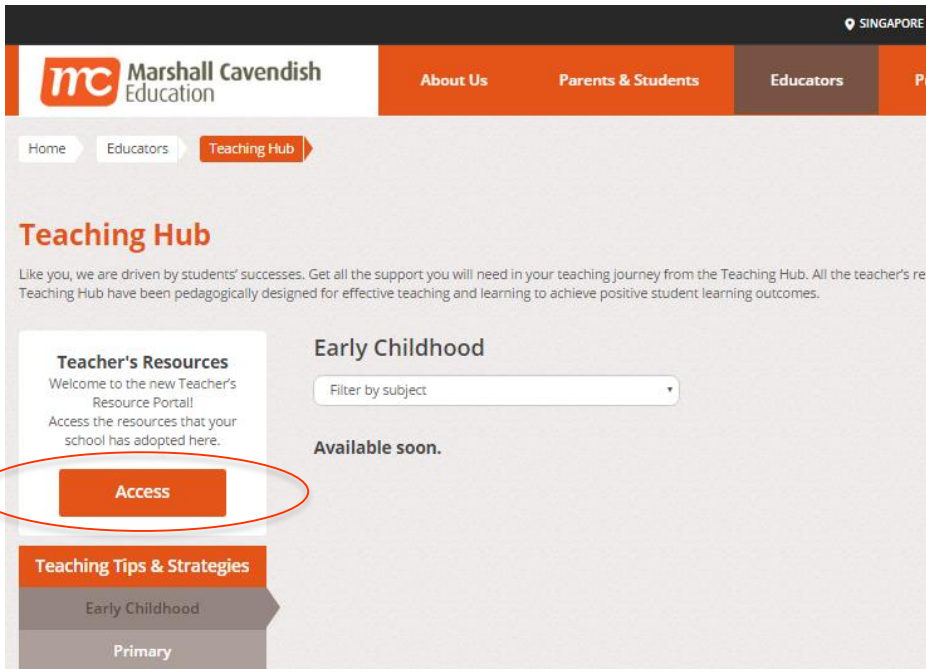 SINGAPORE
mc Marshall Cavendish
Education
About Us
Parents & Students
Educators
Home
Educators
Teaching Hub
Teaching Hub
Like you, we are driven by students' successes. Get all the support you will need in your teaching journey from the Teaching Hub. All the teacher's
Teaching Hub have been pedagogically designed for effective teaching and learning to achieve positive student learning outcomes.
Teacher's Resources
Welcome to the new Teacher's
Resource Portal!
Access the resources that your
school has adopted here.
Access
Early Childhood
Filter by subject
Available soon.
Teaching Tips & Strategies
Early Childhood
Primary